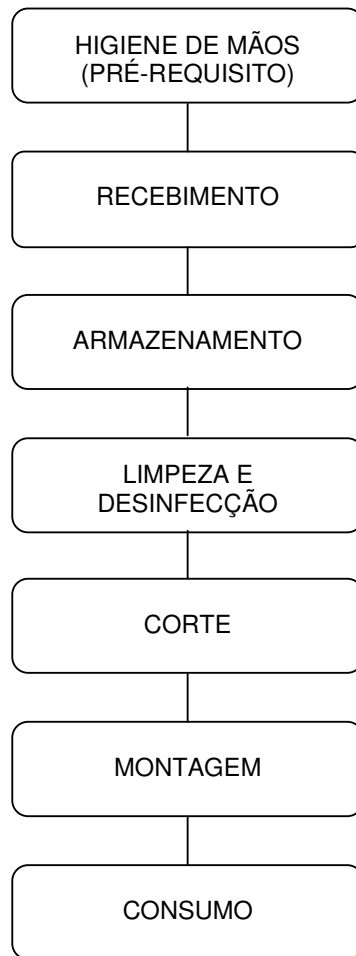 HIGIENE DE MÃOS
(PRÉ-REQUISITO)
RECEBIMENTO
ARMAZENAMENTO
LIMPEZA E
DESINFECÇÃO
CORTE
MONTAGEM
CONSUMO